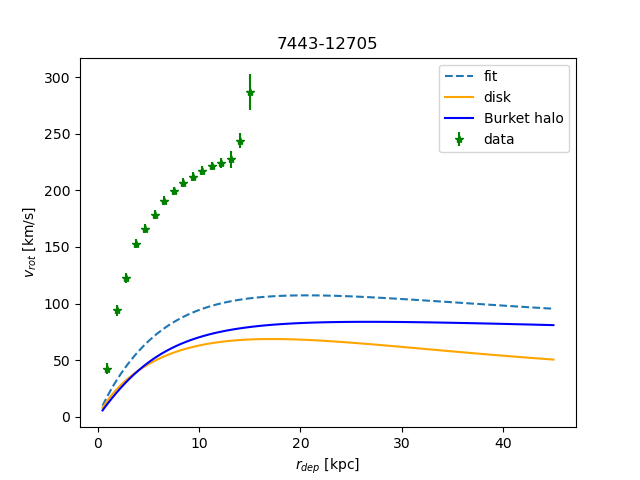 7443-12705
300
250
200
150
100
50
0
v_rot [km/s]
fit
disk
Burket halo
data
0 10 20 30 40
r_dep [kpc]